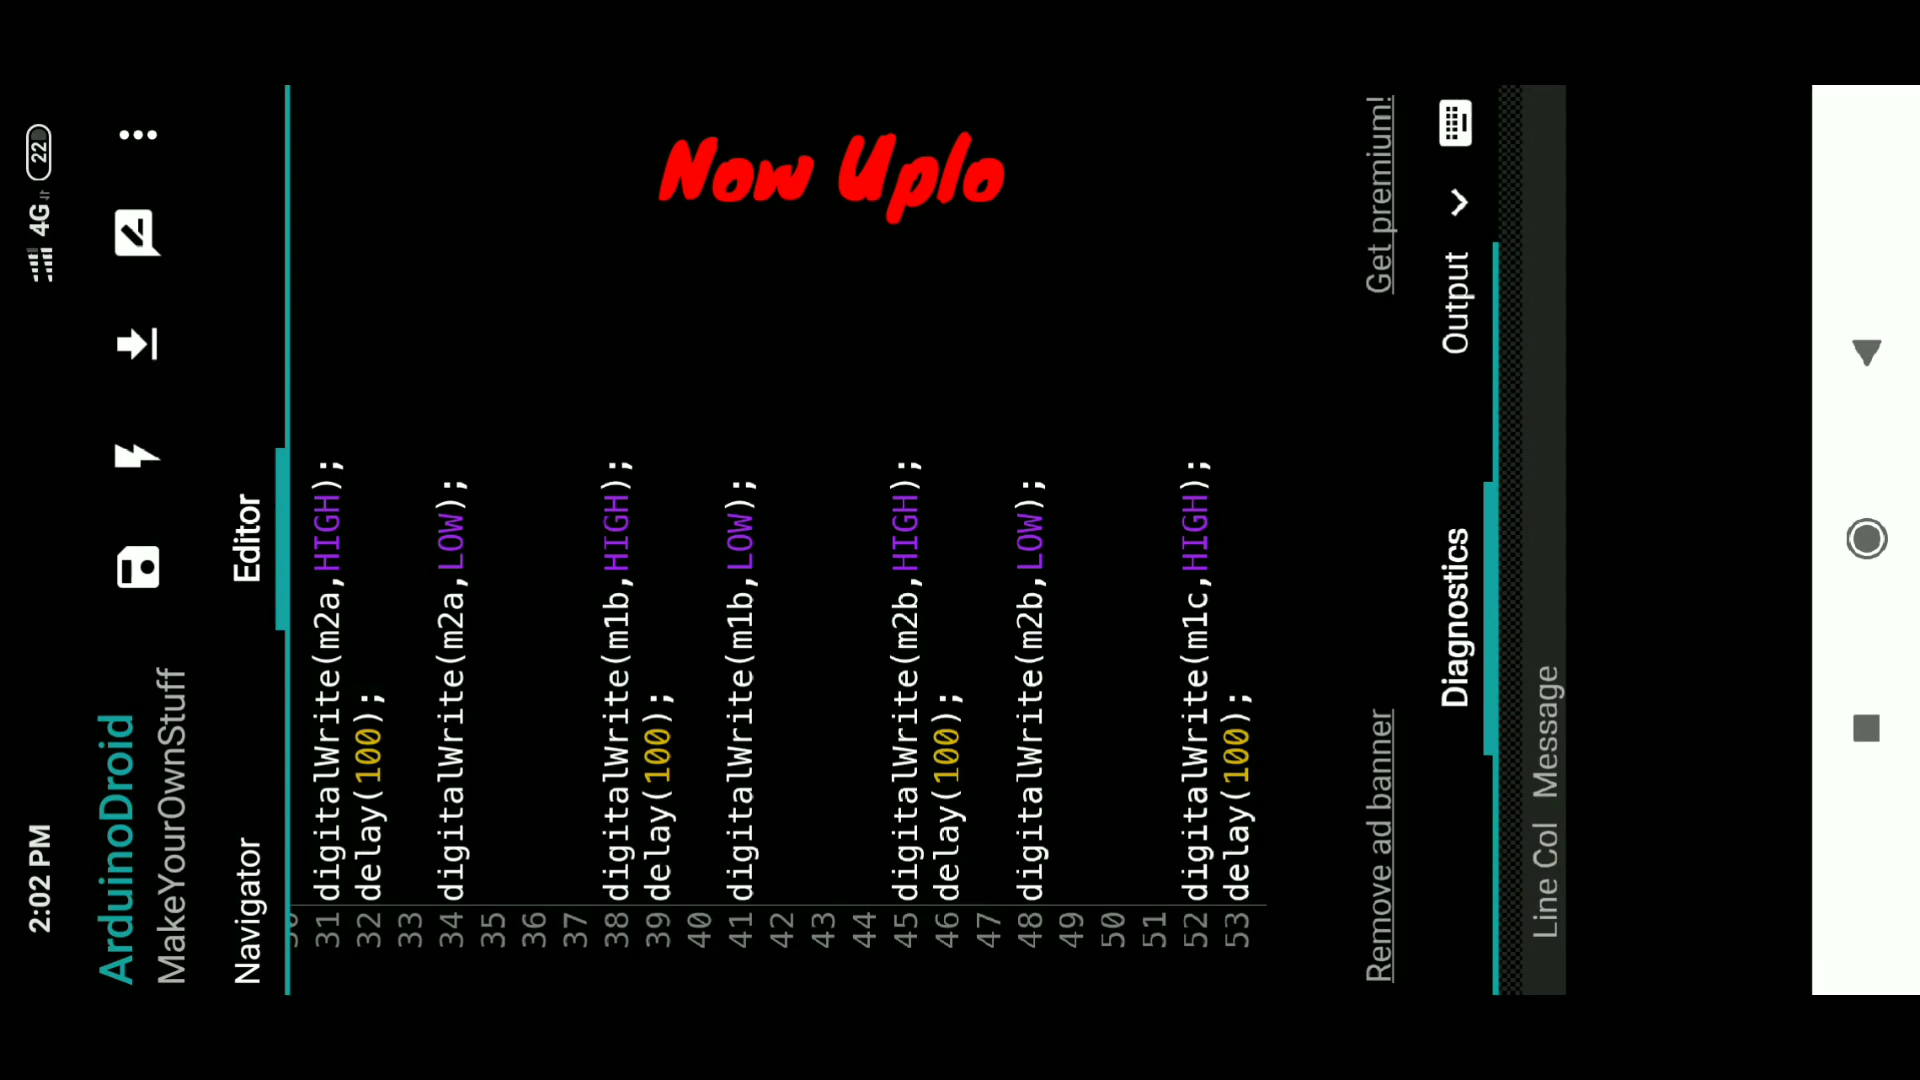 2:02 PM
4G
22
ArduinoDroid
MakeYourOwnStuff
Navigator
Editor
31 digitalWrite(m2a,HIGH);
32 delay(100);
33
34 digitalWrite(m2a,LOW);
35
36
37
38 digitalWrite(m1b,HIGH);
39 delay(100);
40
41 digitalWrite(m1b,LOW);
42
43
44
45 digitalWrite(m2b,HIGH);
46 delay(100);
47
48 digitalWrite(m2b,LOW);
49
50
51
52 digitalWrite(m1c,HIGH);
53 delay(100);
Now Uplo
Remove ad banner
Get premium!
Diagnostics
Output
Line Col Message